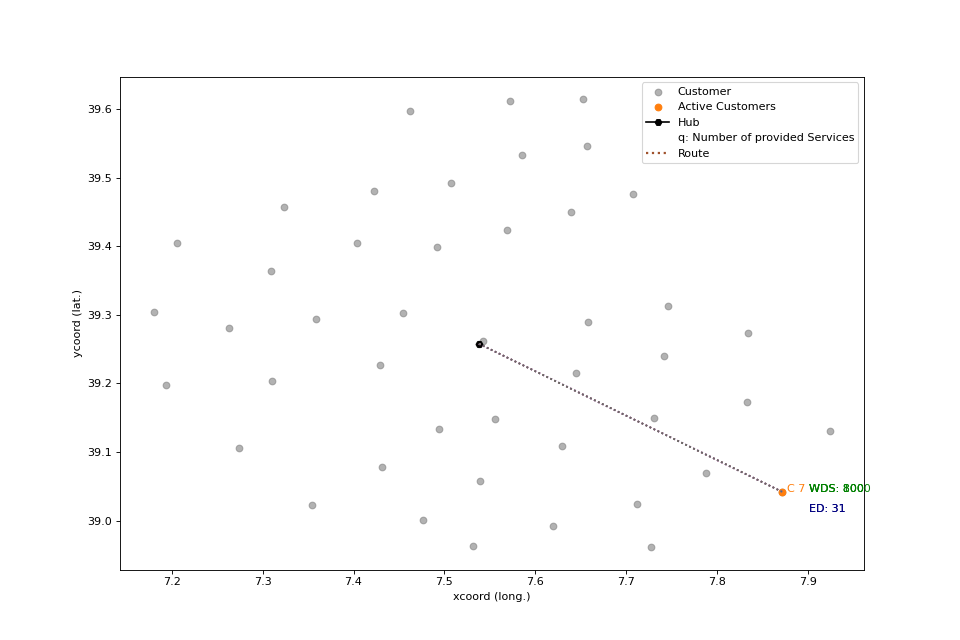 Customer
Active Customers
Hub
q: Number of provided Services
Route
39.6
39.5
39.4
39.3
39.2
39.1
39.0
ycoord (lat.)
C 7
ED: 31
7.2 7.3 7.4 7.5 7.6 7.7 7.8 7.9
xcoord (long.)